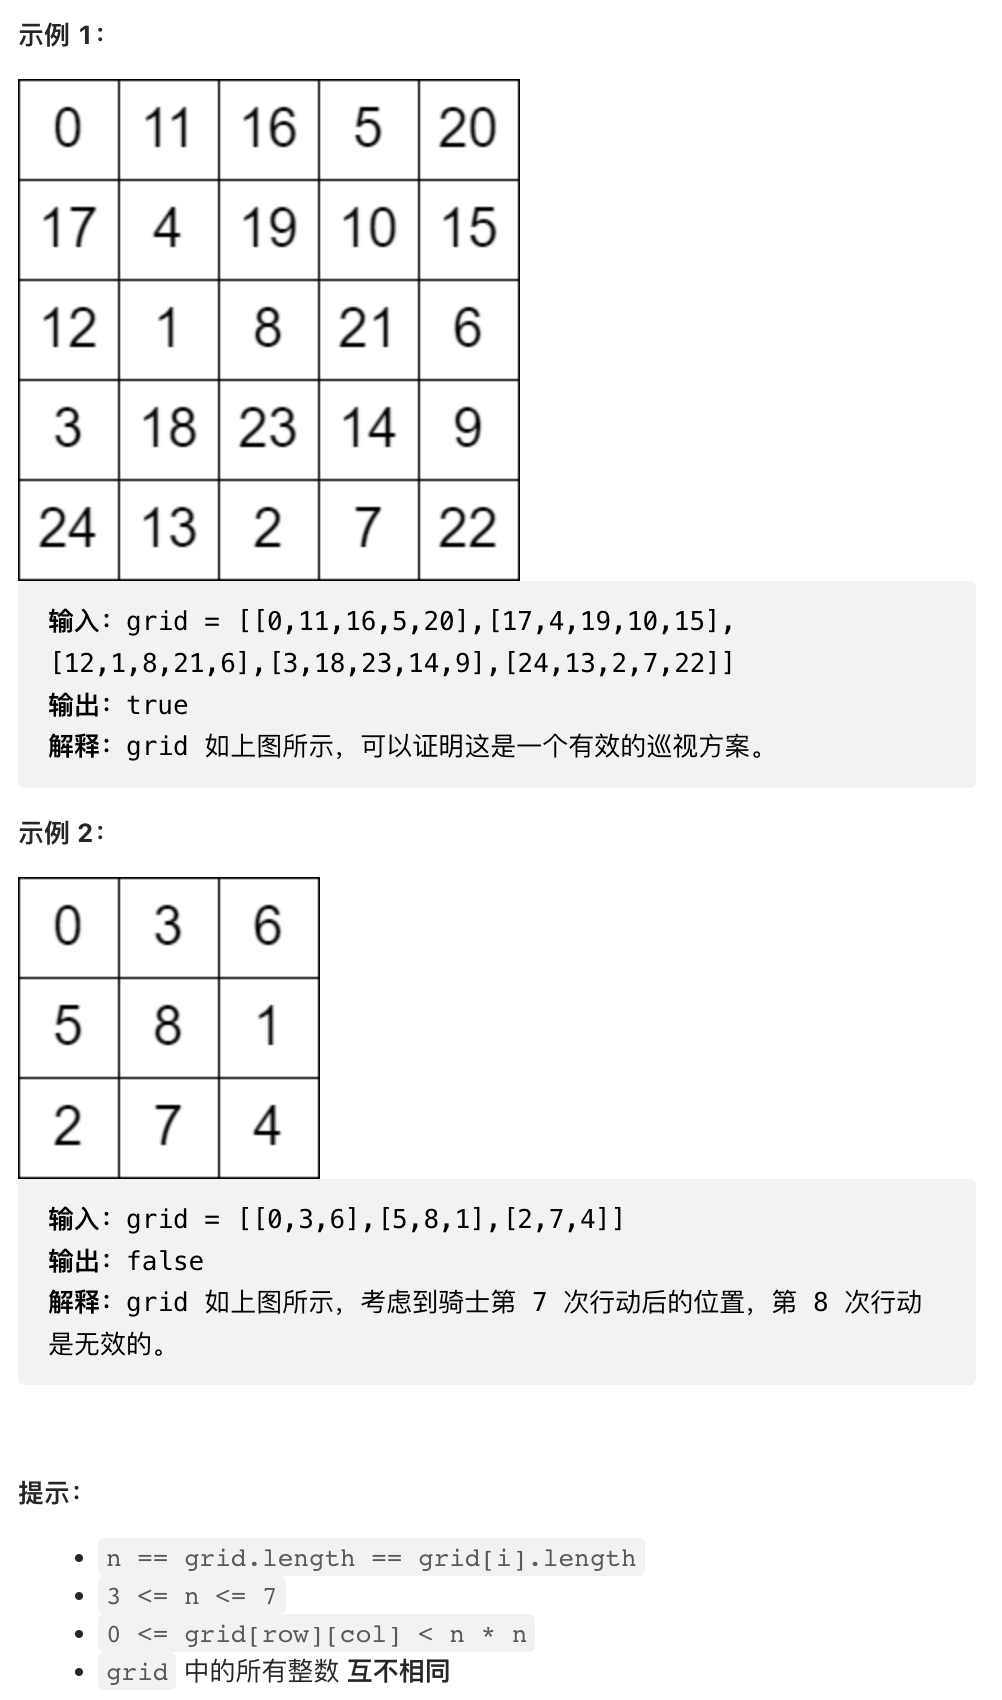 示例 1：
0 11 16 5 20
17 4 19 10 15
12 1 8 21 6
3 18 23 14 9
24 13 2 7 22
输入：grid = [[0,11,16,5,20],[17,4,19,10,15],
[12,1,8,21,6],[3,18,23,14,9],[24,13,2,7,22]]
输出：true
解释：grid 如上图所示，可以证明这是一个有效的巡视方案。
示例 2：
0 3 6
5 8 1
2 7 4
输入：grid = [[0,3,6],[5,8,1],[2,7,4]]
输出：false
解释：grid 如上图所示，考虑到骑士第 7 次行动后的位置，第 8 次行动
是无效的。
提示：
• n == grid.length == grid[i].length
• 3 <= n <= 7
• 0 <= grid[row][col] < n * n
• grid 中的所有整数 互不相同